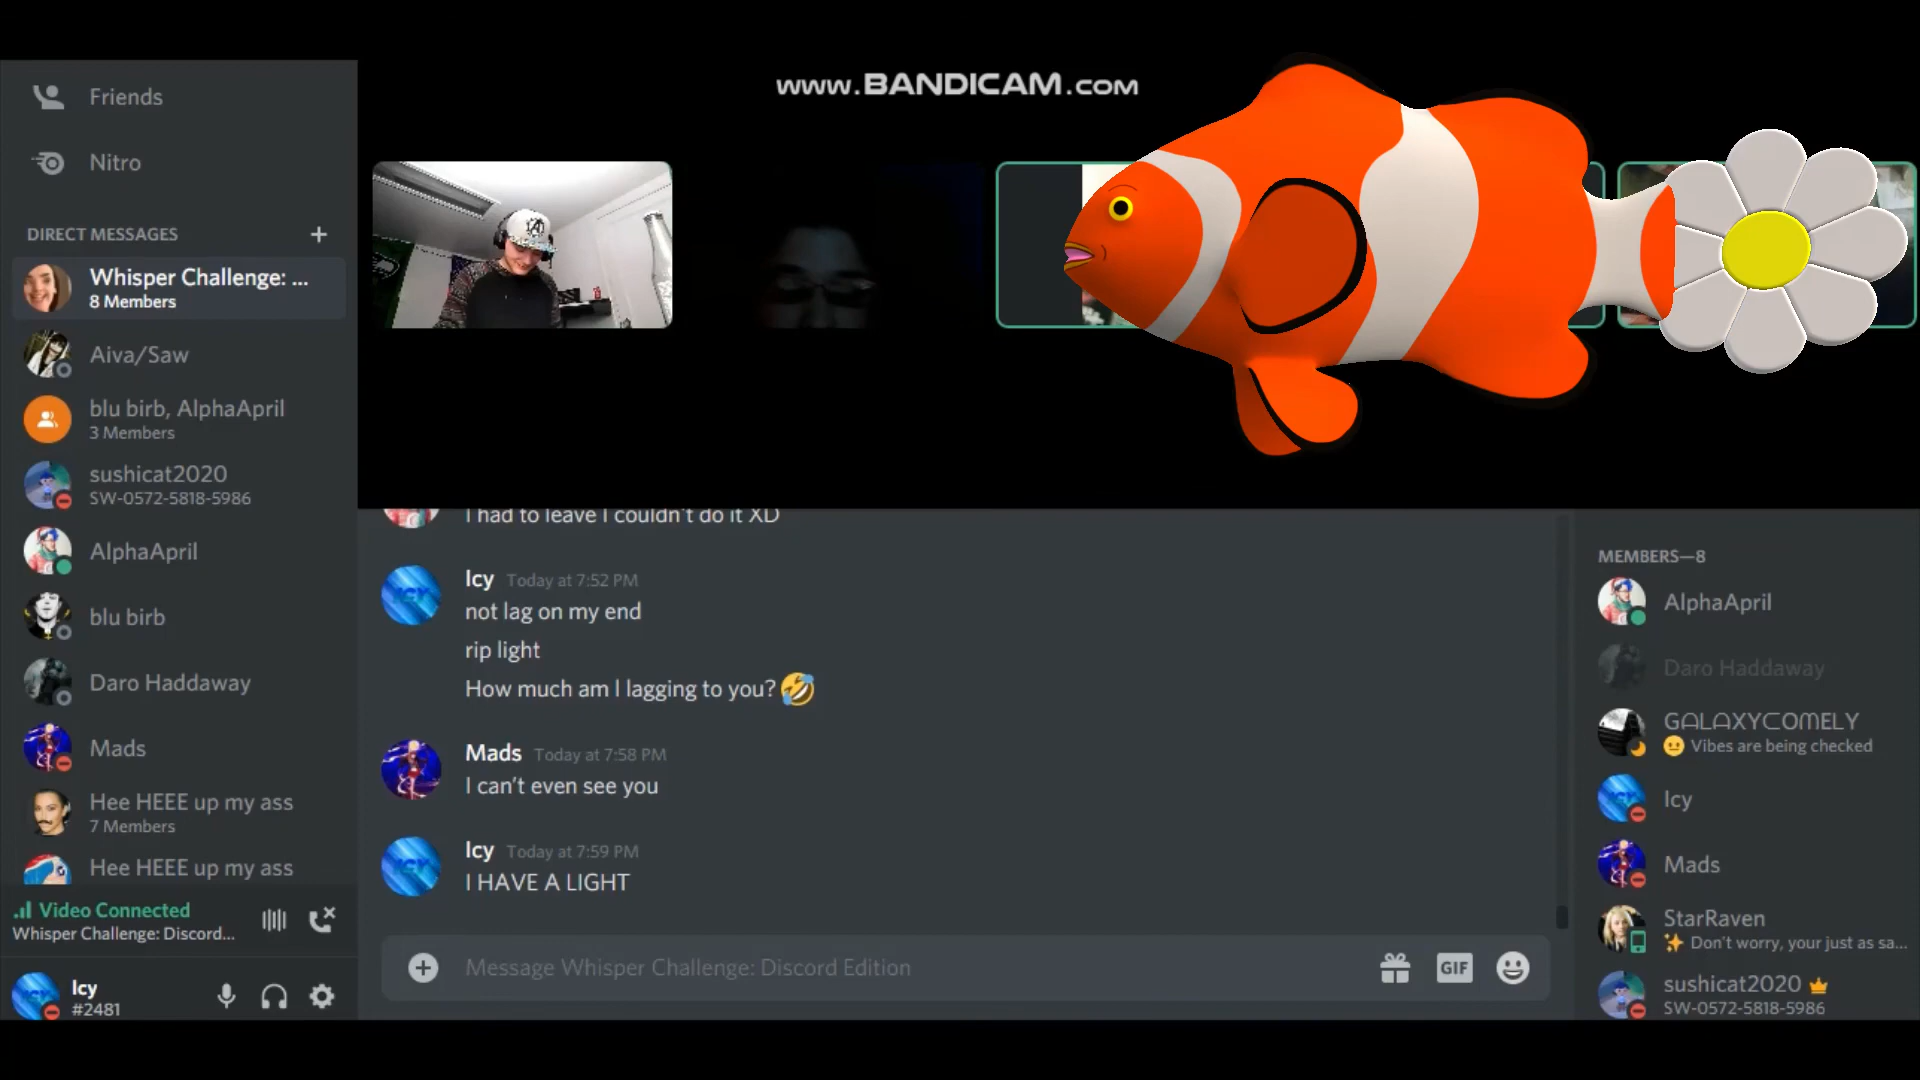 www.BANDICAM.com
Friends
Nitro
DIRECT MESSAGES
Whisper Challenge: ...
8 Members
Aiva/Saw
blu birb, AlphaApril
3 Members
sushicat2020
SW-0572-5818-5986
AlphaApril
blu birb
Daro Haddaway
Mads
Hee HEEE up my ass
7 Members
Hee HEEE up my ass
Video Connected
Whisper Challenge: Discord...
Icy
#2481
I had to leave I couldn't do it XD
Icy Today at 7:52 PM
not lag on my end
rip light
How much am I lagging to you? 🤣
Mads Today at 7:58 PM
I can't even see you
Icy Today at 7:59 PM
I HAVE A LIGHT
Message Whisper Challenge: Discord Edition
GIF
MEMBERS—8
AlphaApril
Daro Haddaway
GALAXYCOMELY
😐 Vibes are being checked
Icy
Mads
StarRaven
✨ Don't worry, your just as sa...
sushicat2020
SW-0572-5818-5986